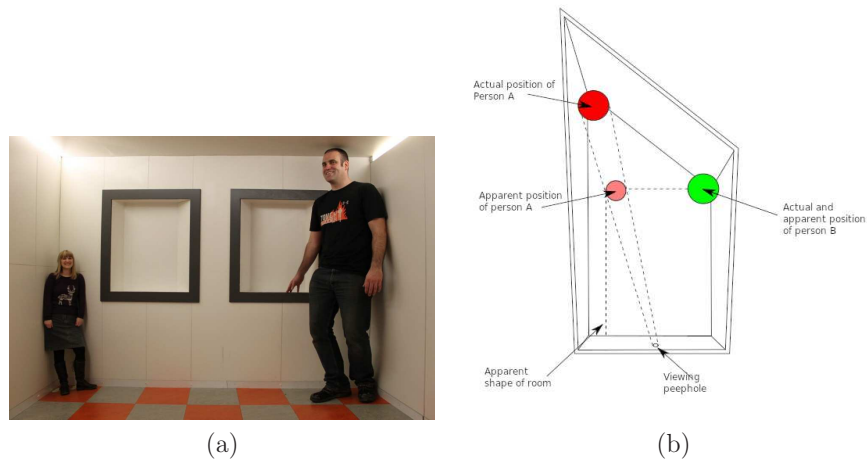 Actual position of
Person A
Apparent position
of person A
Actual and
apparent position
of person B
Apparent
shape of room
Viewing
peephole
(a)
(b)